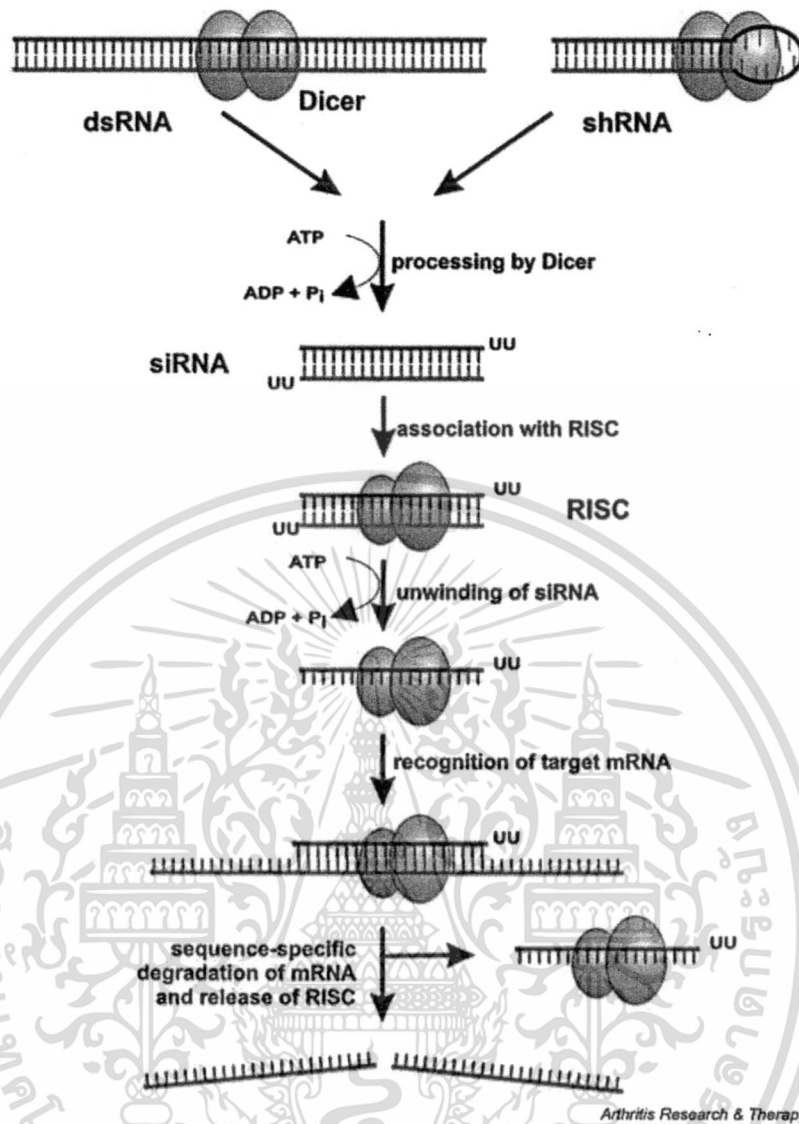 Dicer
dsRNA
shRNA
ATP
processing by Dicer
ADP + Pi
siRNA
UU
UU
association with RISC
UU
RISC
UU
ATP
unwinding of siRNA
ADP + Pi
UU
recognition of target mRNA
UU
sequence-specific
degradation of mRNA
and release of RISC
UU
Arthritis Research & Therap